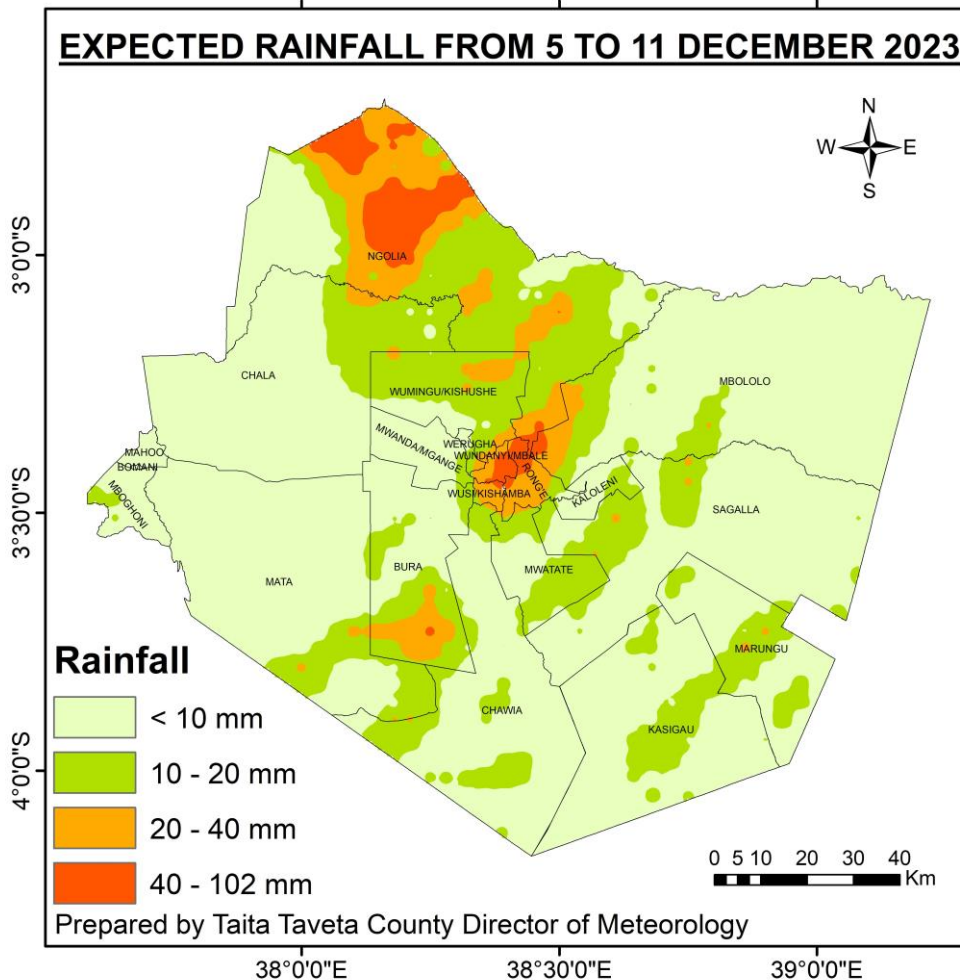 EXPECTED RAINFALL FROM 5 TO 11 DECEMBER 2023
N
W E
S
3°0'0"S
3°30'0"S
4°0'0"S
NGOLIA
CHALA
MBOLOLO
WUMINGU/KISHUSHE
MWANDA/MGANGE
WERUGHA
WUNDANYI/MBALE
MAHOO
BOMANI
MBOGHONI
WUSI/KISHAMBA
RONG'E
KALOLENI
SAGALLA
MATA
BURA
MWATATE
MARUNGU
CHAWIA
KASIGAU
Rainfall
< 10 mm
10 - 20 mm
20 - 40 mm
40 - 102 mm
0 5 10 20 30 40
Km
Prepared by Taita Taveta County Director of Meteorology
38°0'0"E 38°30'0"E 39°0'0"E